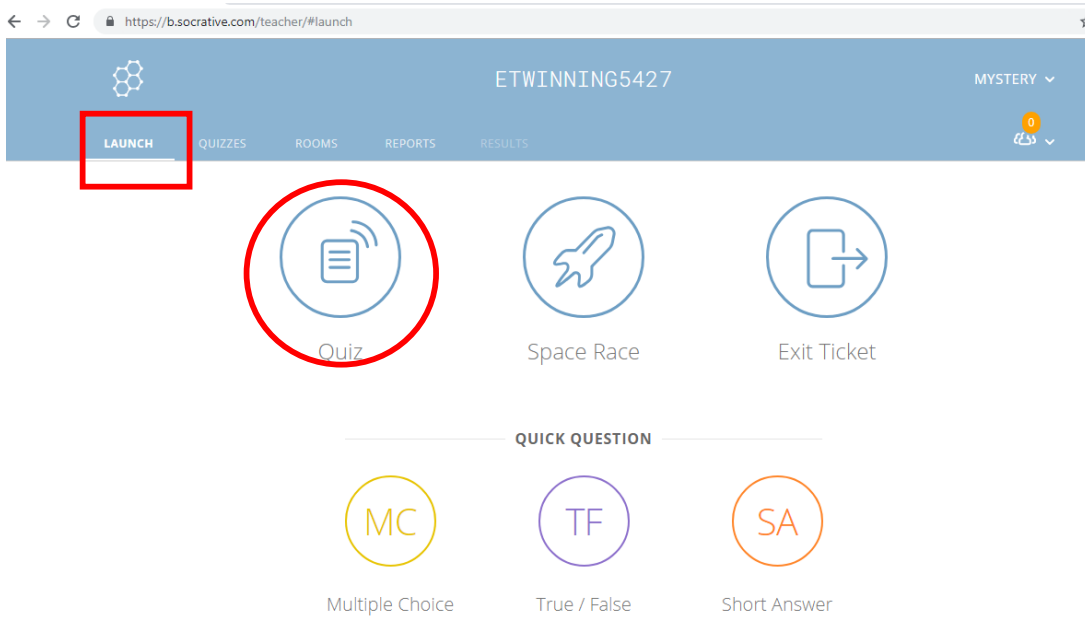 https://b.socrative.com/teacher/#launch
ETWINNING5427
MYSTERY
0
LAUNCH QUIZZES ROOMS REPORTS RESULTS
Quiz Space Race Exit Ticket
QUICK QUESTION
MC TF SA
Multiple Choice True / False Short Answer